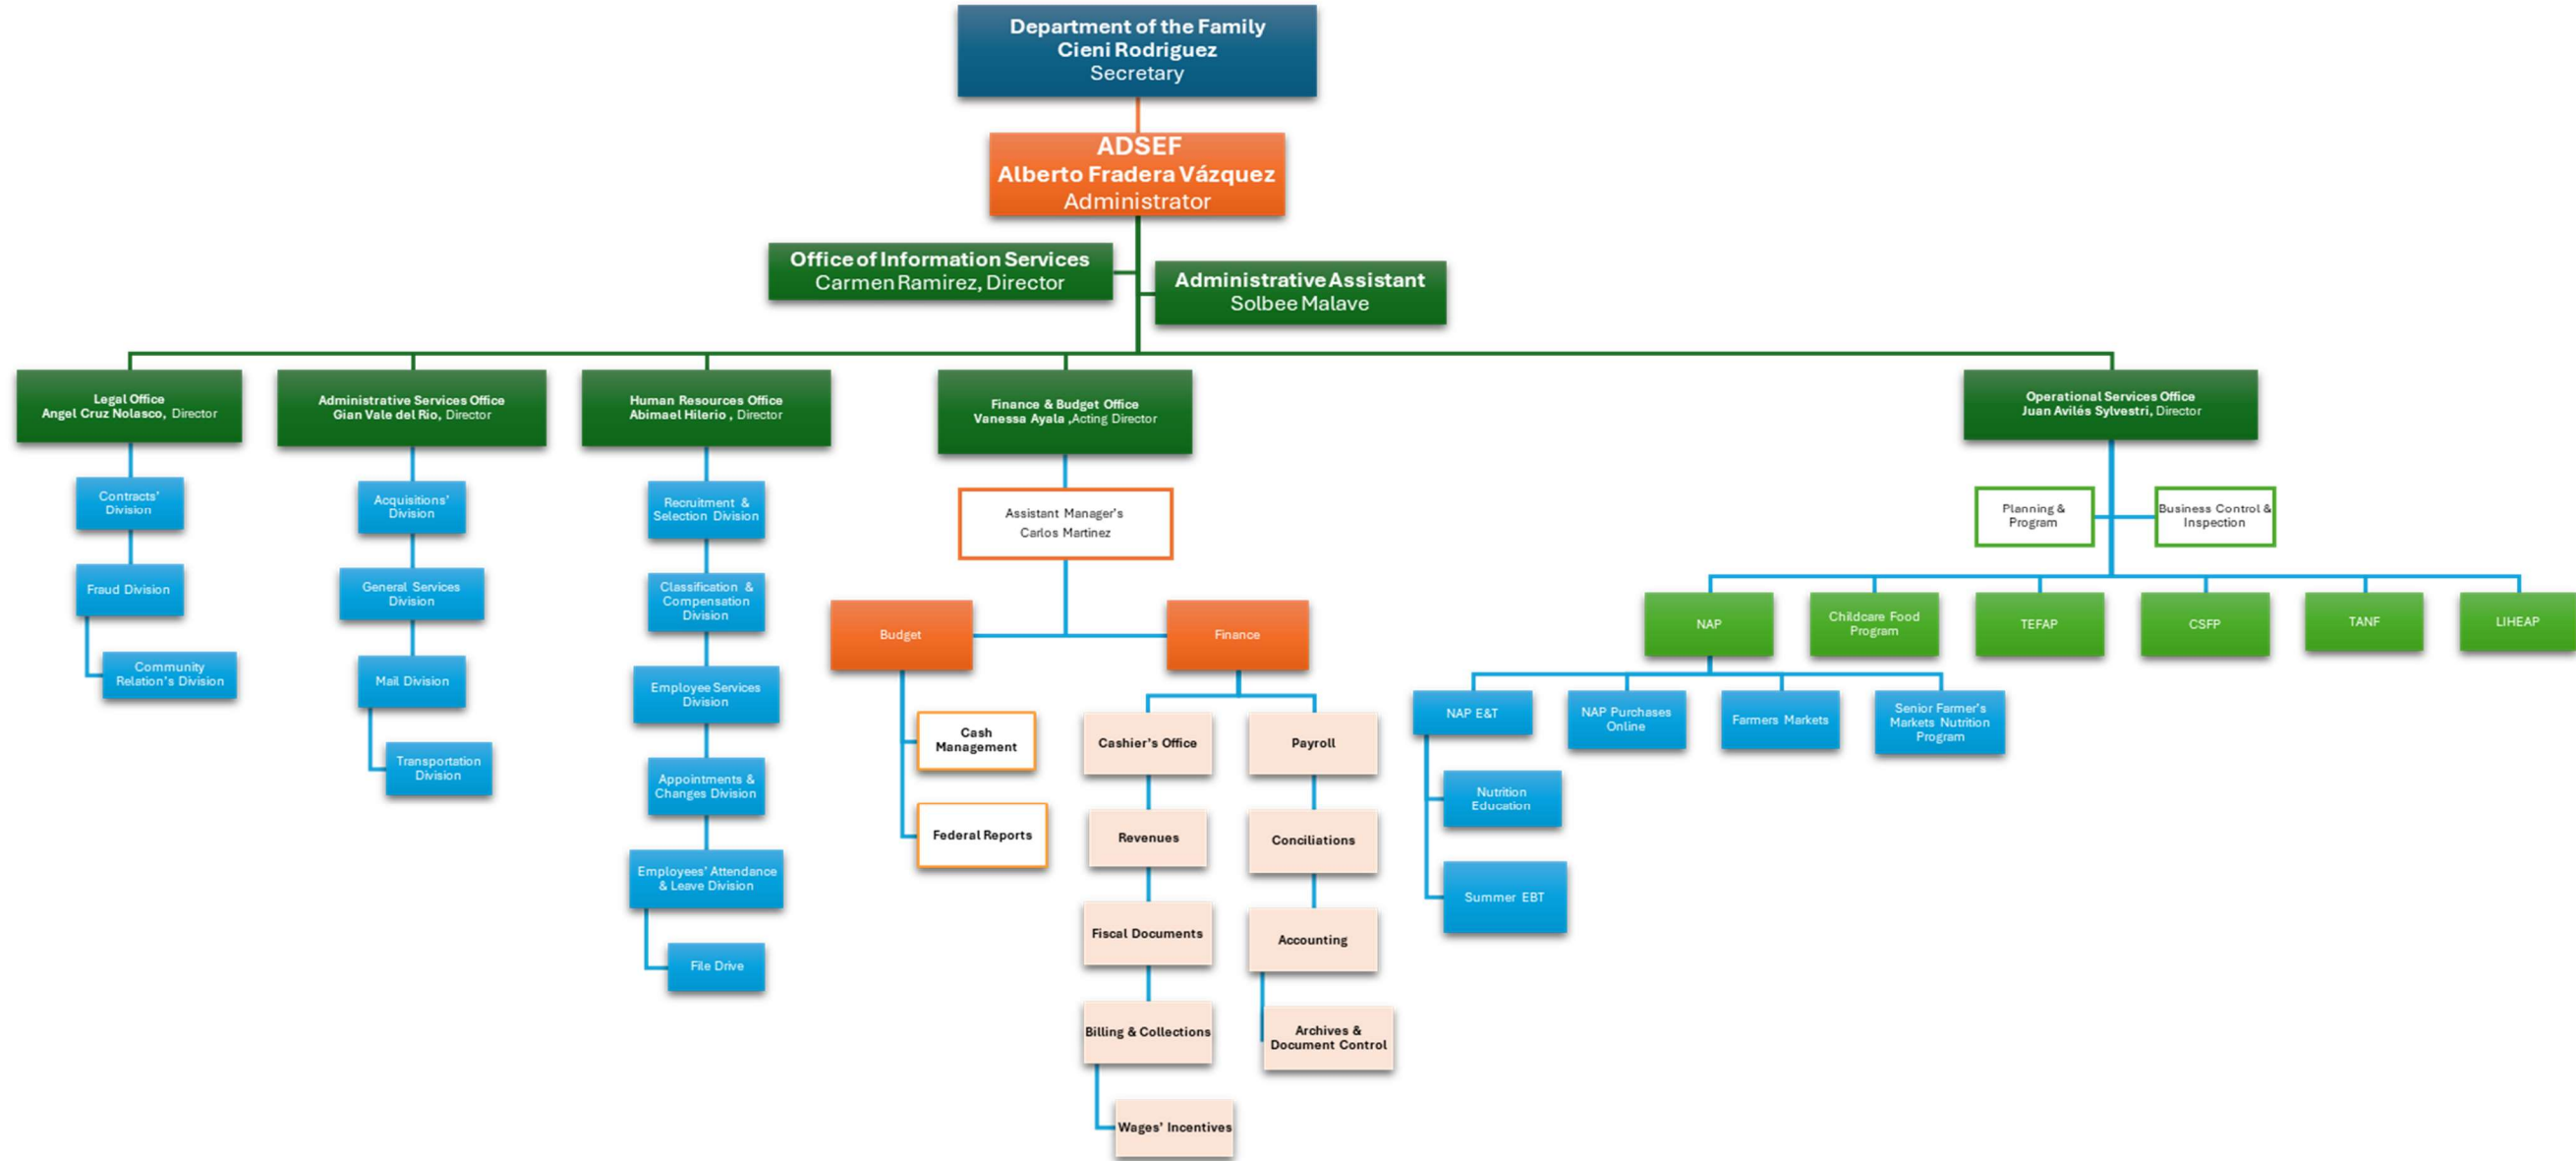 Department of the Family
Cieni Rodriguez
Secretary
ADSEF
Alberto Fradera Vázquez
Administrator
Office of Information Services
Carmen Ramirez, Director
Administrative Assistant
Solbee Malave
Legal Office
Angel Cruz Nolasco, Director
Administrative Services Office
Gian Vale del Rio, Director
Human Resources Office
Abimael Hilerio , Director
Finance & Budget Office
Vanessa Ayala ,Acting Director
Operational Services Office
Juan Avilés Sylvestri, Director
Contracts'
Division
Fraud Division
Community
Relation's Division
Acquisitions'
Division
General Services
Division
Mail Division
Transportation
Division
Recruitment &
Selection Division
Classification &
Compensation
Division
Employee Services
Division
Appointments &
Changes Division
Employees' Attendance
& Leave Division
File Drive
Assistant Manager's
Carlos Martinez
Budget
Finance
Cash
Management
Federal Reports
Cashier's Office
Revenues
Fiscal Documents
Billing & Collections
Wages' Incentives
Payroll
Conciliations
Accounting
Archives &
Document Control
Planning &
Program
Business Control &
Inspection
NAP
Childcare Food
Program
TEFAP
CSFP
TANF
LIHEAP
NAP E&T
NAP Purchases
Online
Farmers Markets
Senior Farmer's
Markets Nutrition
Program
Nutrition
Education
Summer EBT